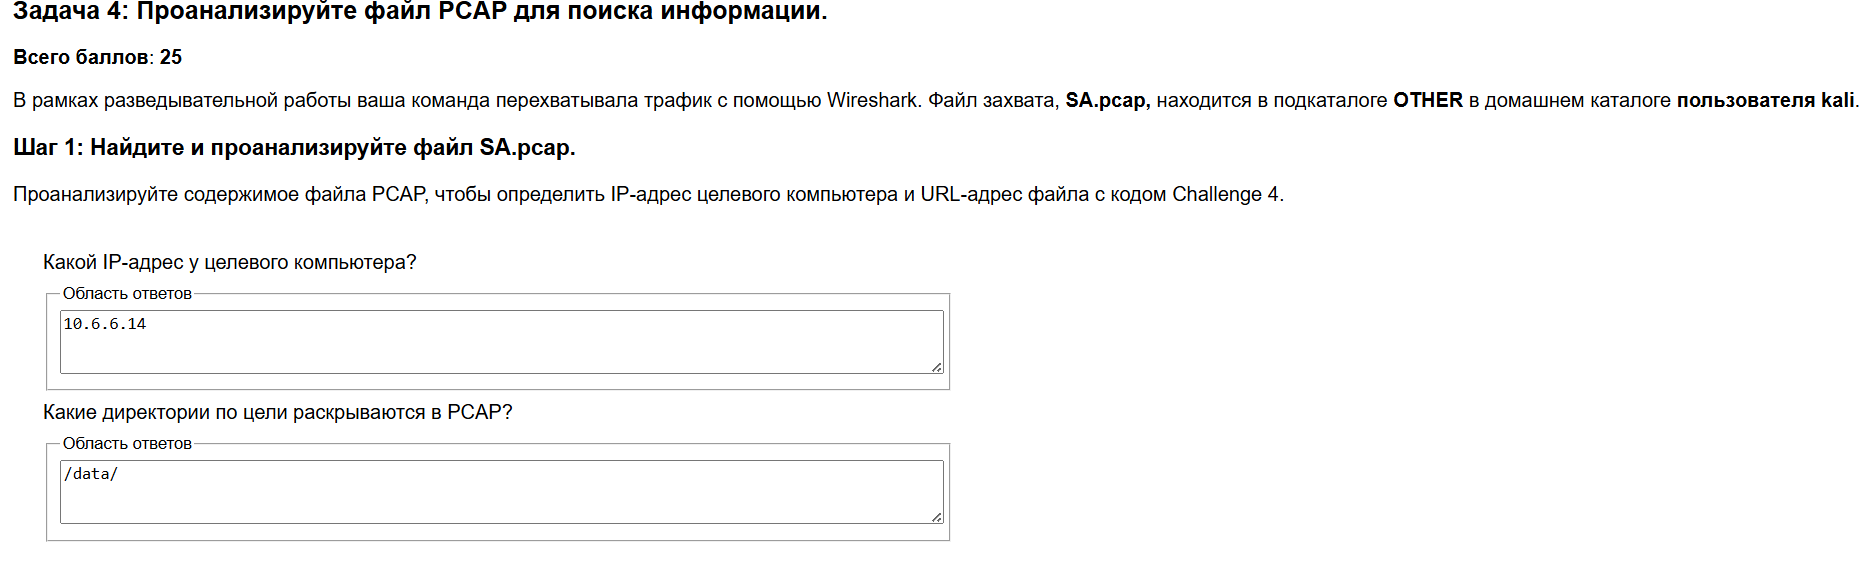 Задача 4: Проанализируйте файл PCAP для поиска информации.
Всего баллов: 25
В рамках разведывательной работы ваша команда перехватывала трафик с помощью Wireshark. Файл захвата, SA.pcap, находится в подкаталоге OTHER в домашнем каталоге пользователя kali.
Шаг 1: Найдите и проанализируйте файл SA.pcap.
Проанализируйте содержимое файла PCAP, чтобы определить IP-адрес целевого компьютера и URL-адрес файла с кодом Challenge 4.
Какой IP-адрес у целевого компьютера?
Область ответов
10.6.6.14
Какие директории по цели раскрываются в PCAP?
Область ответов
/data/